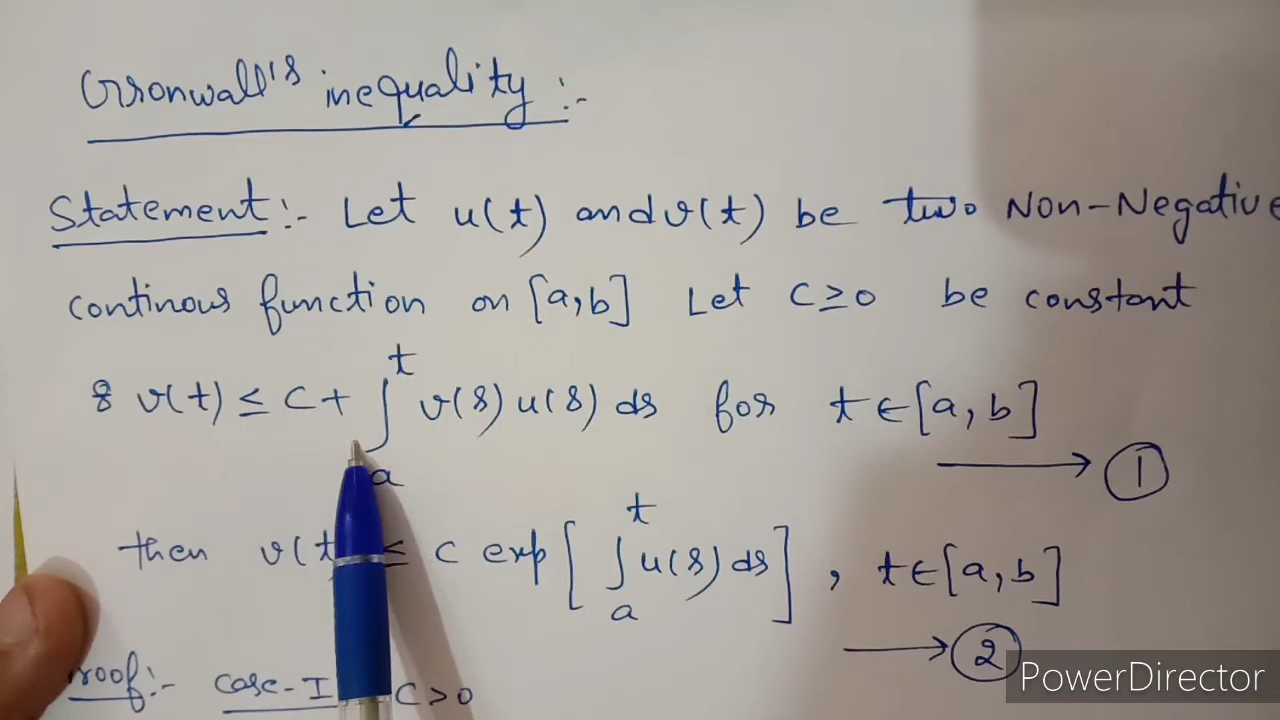 Gronwall's inequality :-
Statement :- Let u(t) and v(t) be two Non-Negative
continous function on [a,b] Let c≥0 be constant
& v(t) ≤ c + ∫ₐᵗ v(s) u(s) ds for t∈[a,b]
→ ①
then v(t) ≤ c exp[ ∫ₐᵗ u(s) ds ] , t∈[a,b]
→ ②
roof :- Case-I c>0
PowerDirector